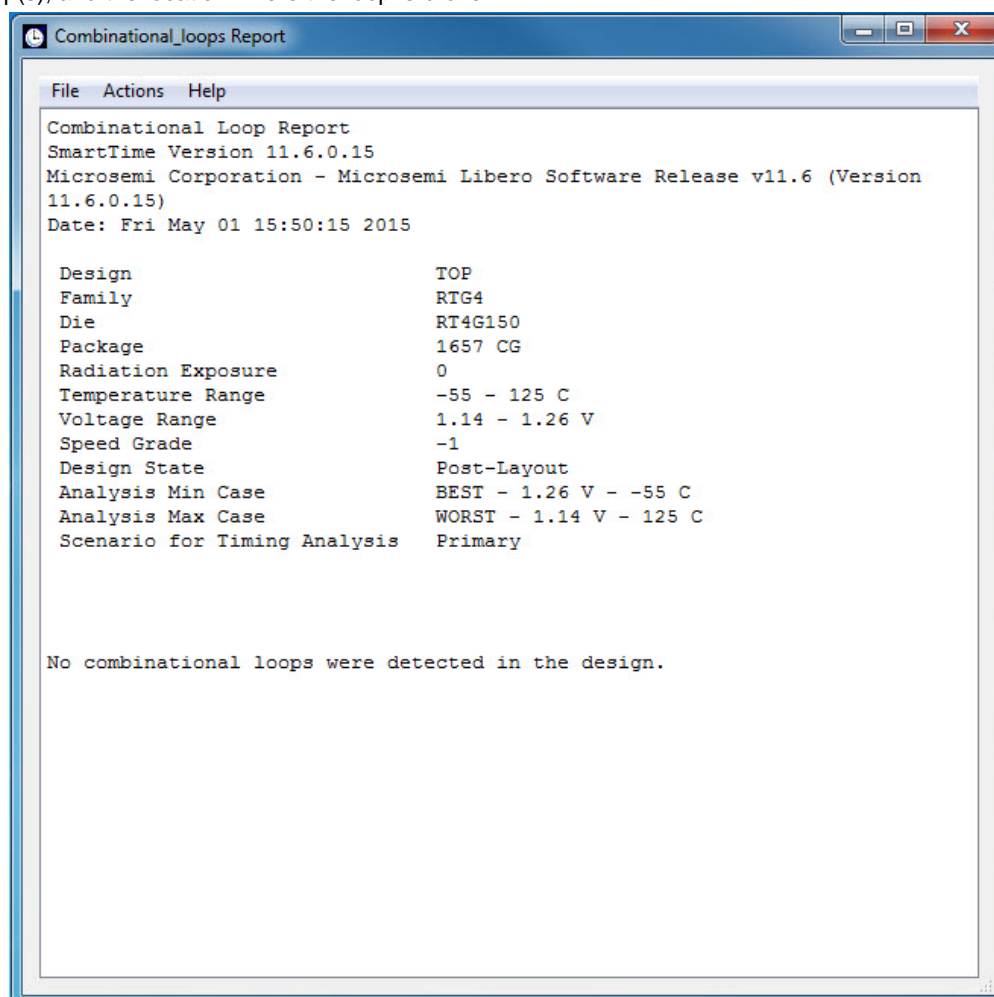 Combinational_loops Report
File Actions Help
Combinational Loop Report
SmartTime Version 11.6.0.15
Microsemi Corporation - Microsemi Libero Software Release v11.6 (Version
11.6.0.15)
Date: Fri May 01 15:50:15 2015
Design TOP
Family RTG4
Die RT4G150
Package 1657 CG
Radiation Exposure 0
Temperature Range -55 - 125 C
Voltage Range 1.14 - 1.26 V
Speed Grade -1
Design State Post-Layout
Analysis Min Case BEST - 1.26 V - -55 C
Analysis Max Case WORST - 1.14 V - 125 C
Scenario for Timing Analysis Primary
No combinational loops were detected in the design.